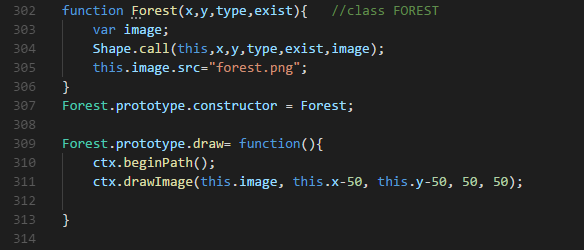 302 function Forest(x,y,type,exist){ //class FOREST
303 var image;
304 Shape.call(this,x,y,type,exist,image);
305 this.image.src="forest.png";
306 }
307 Forest.prototype.constructor = Forest;
308
309 Forest.prototype.draw= function(){
310 ctx.beginPath();
311 ctx.drawImage(this.image, this.x-50, this.y-50, 50, 50);
312
313 }
314